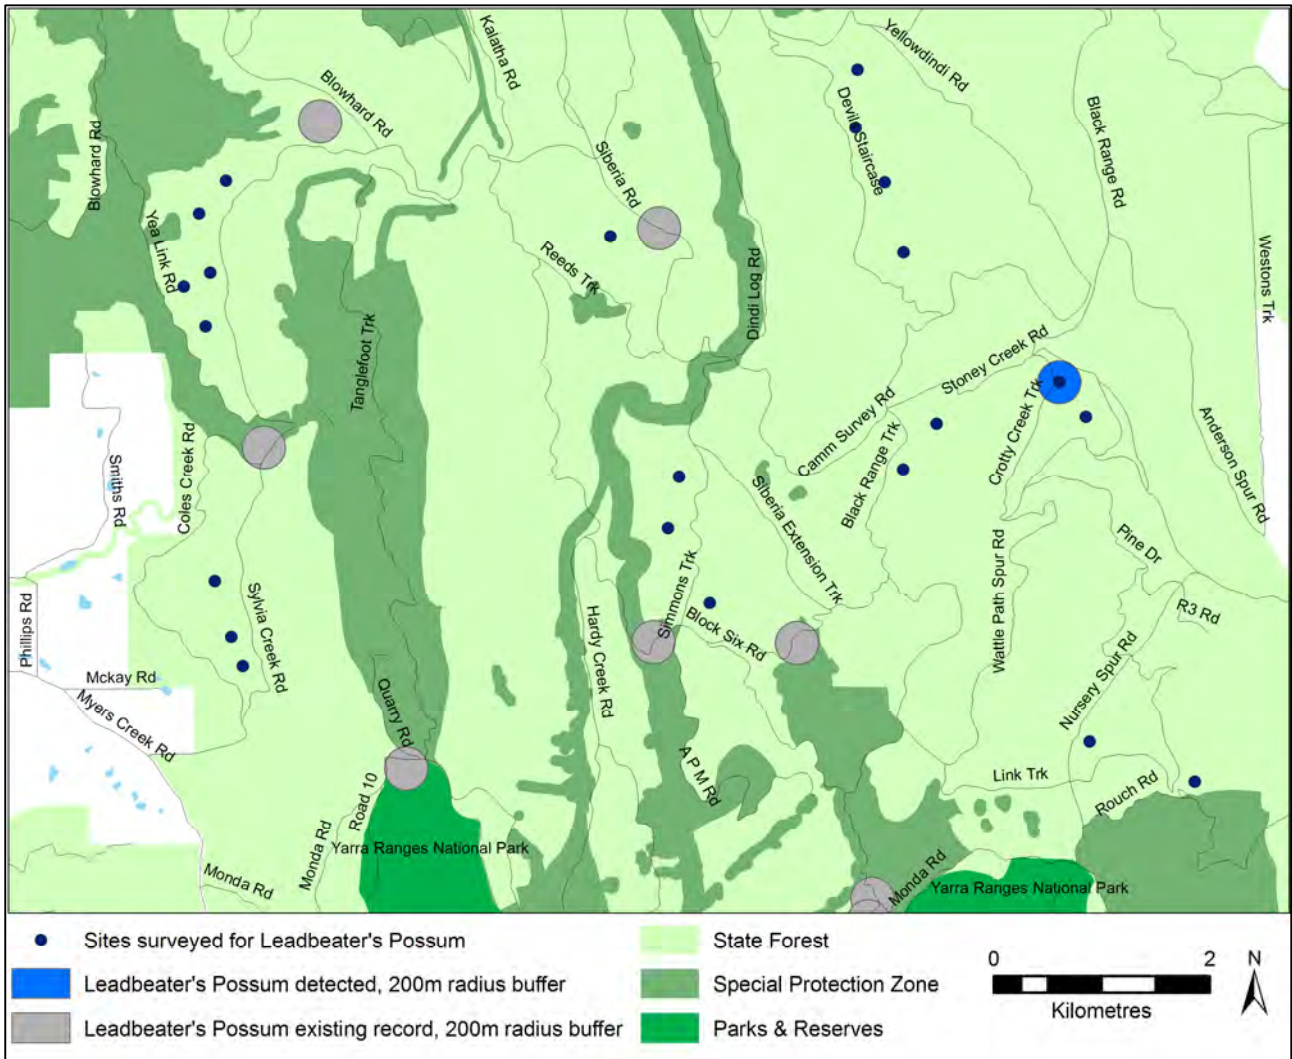 Kalatha Rd
Yellowdindi Rd
Blowhard Rd
Devils Staircase
Black Range Rd
Blowhard Rd
Siberia Rd
Yea Link Rd
Reeds Trk
Dindi Log Rd
Westons Trk
Tanglefoot Trk
Stoney Creek Rd
Camm Survey Rd
Crotty Creek Trk
Anderson Spur Rd
Smiths Rd
Coles Creek Rd
Black Range Trk
Siberia Extension Trk
Pine Dr
Wattle Path Spur Rd
R3 Rd
Phillips Rd
Sylvia Creek Rd
Hardy Creek Rd
Simmons Trk
Block Six Rd
Mckay Rd
Myers Creek Rd
Quarry Rd
Nursery Spur Rd
A P M Rd
Link Trk
Rouch Rd
Road 10
Monda Rd
Yarra Ranges National Park
Monda Rd
Monda Rd
Yarra Ranges National Park
Sites surveyed for Leadbeater's Possum
Leadbeater's Possum detected, 200m radius buffer
Leadbeater's Possum existing record, 200m radius buffer
State Forest
Special Protection Zone
Parks & Reserves
0 2
Kilometres
N